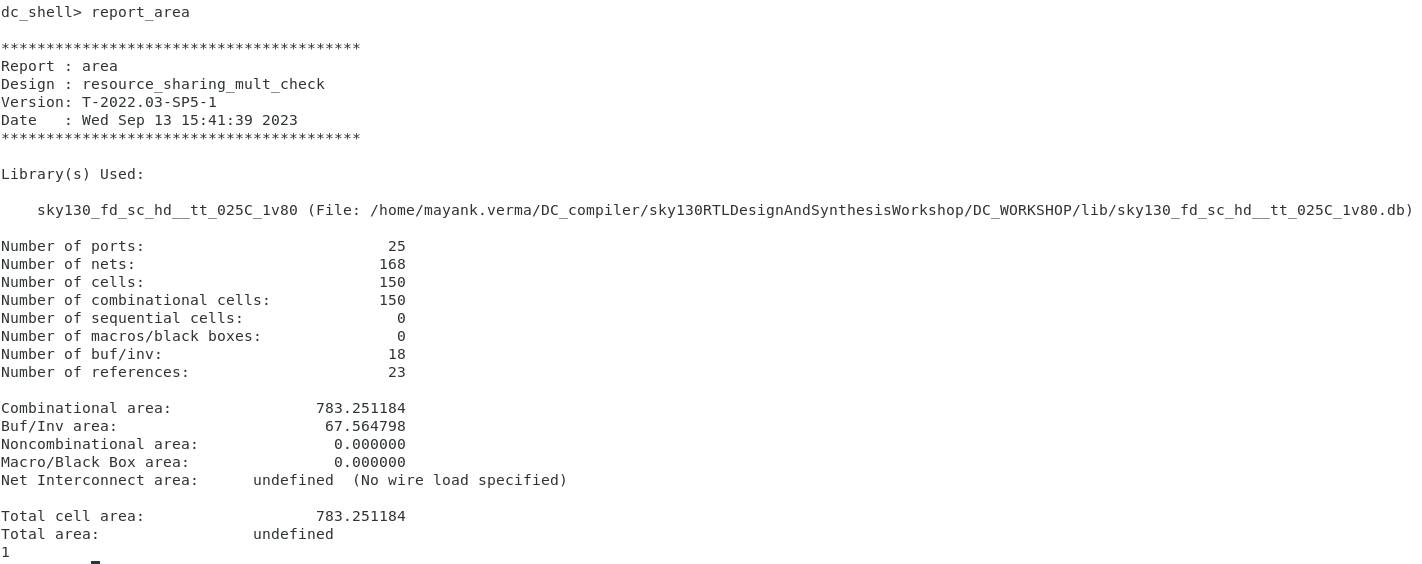 dc_shell> report_area
****************************************
Report : area
Design : resource_sharing_mult_check
Version: T-2022.03-SP5-1
Date   : Wed Sep 13 15:41:39 2023
****************************************
Library(s) Used:
    sky130_fd_sc_hd__tt_025C_1v80 (File: /home/mayank.verma/DC_compiler/sky130RTLDesignAndSynthesisWorkshop/DC_WORKSHOP/lib/sky130_fd_sc_hd__tt_025C_1v80.db)
Number of ports:                           25
Number of nets:                           168
Number of cells:                          150
Number of combinational cells:            150
Number of sequential cells:                 0
Number of macros/black boxes:               0
Number of buf/inv:                         18
Number of references:                      23
Combinational area:                783.251184
Buf/Inv area:                       67.564798
Noncombinational area:               0.000000
Macro/Black Box area:                0.000000
Net Interconnect area:      undefined  (No wire load specified)
Total cell area:                   783.251184
Total area:                 undefined
1